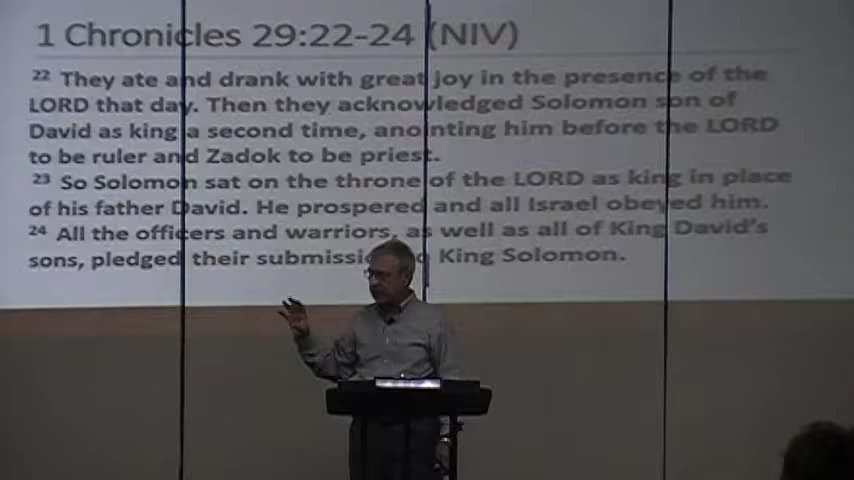 1 Chronicles 29:22-24 (NIV)
22 They ate and drank with great joy in the presence of the
LORD that day. Then they acknowledged Solomon son of
David as king a second time, anointing him before the LORD
to be ruler and Zadok to be priest.
23 So Solomon sat on the throne of the LORD as king in place
of his father David. He prospered and all Israel obeyed him.
24 All the officers and warriors, as well as all of King David's
sons, pledged their King Solomon.